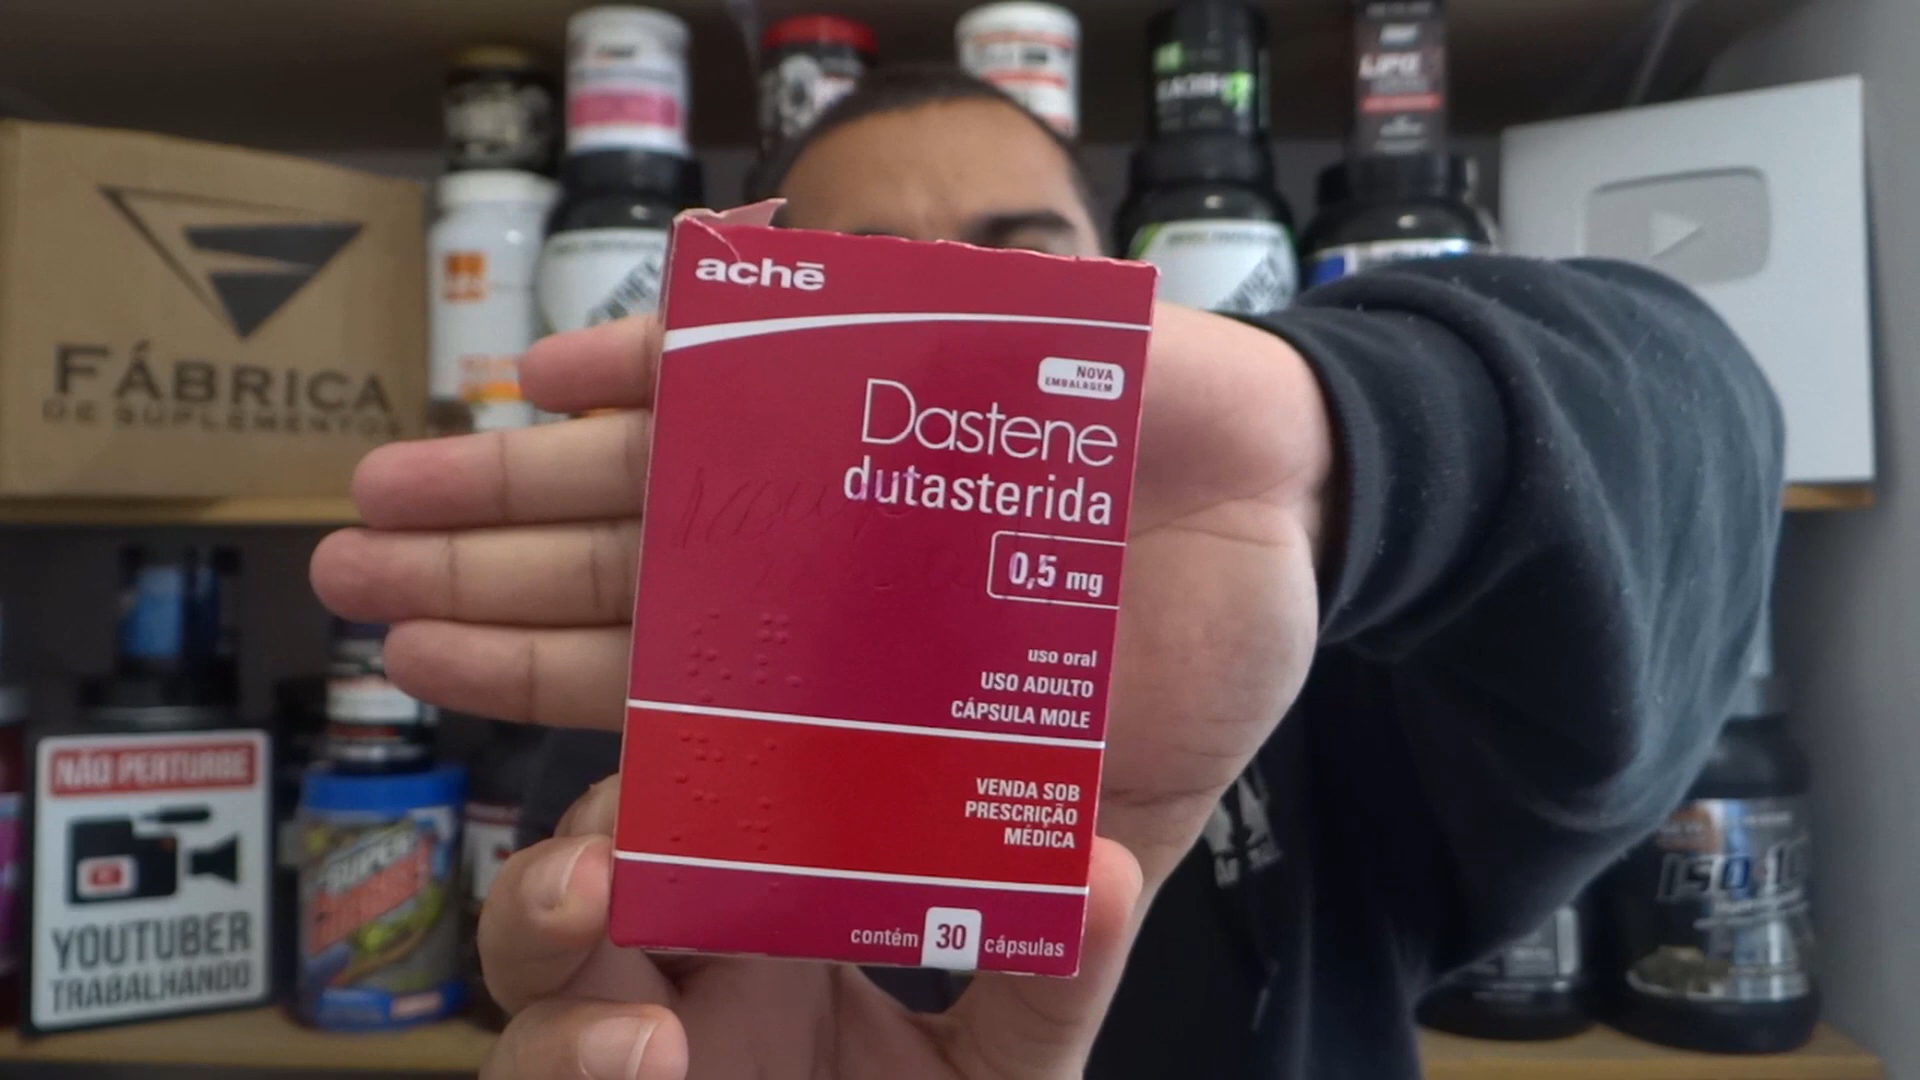 achē
NOVA
EMBALAGEM
Dastene
dutasterida
0,5 mg
uso oral
USO ADULTO
CÁPSULA MOLE
VENDA SOB
PRESCRIÇÃO
MÉDICA
contém 30 cápsulas
FÁBRICA
DE SUPLEMENTOS
NÃO PERTURBE
YOUTUBER
TRABALHANDO